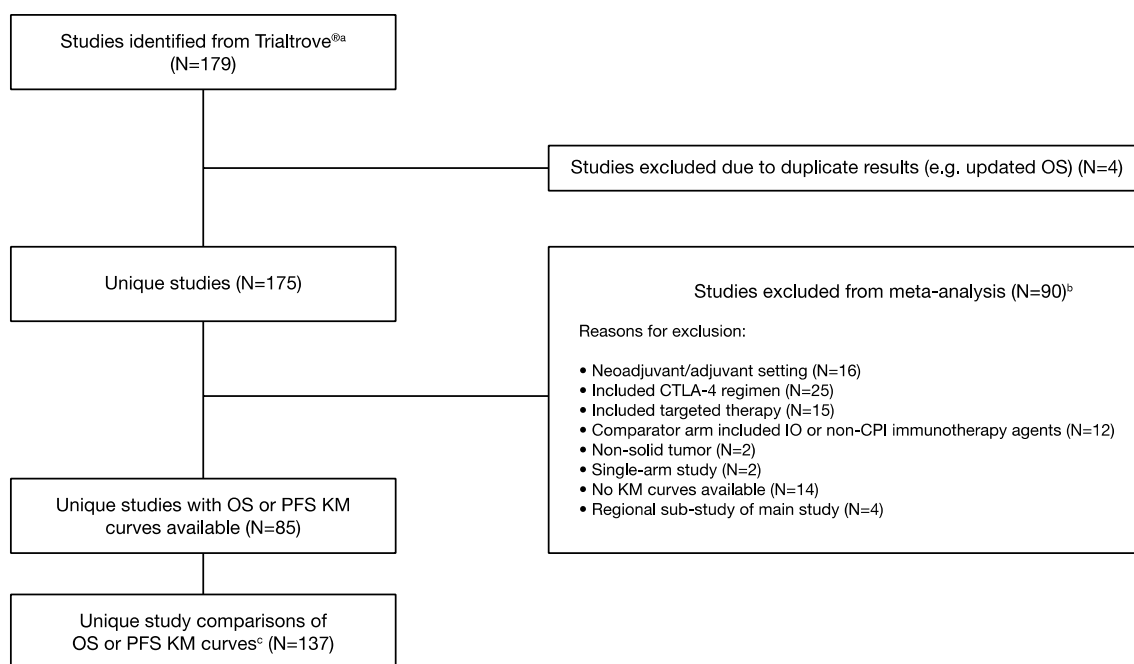 Studies identified from Trialtrove®a
(N=179)
Studies excluded due to duplicate results (e.g. updated OS) (N=4)
Unique studies (N=175)
Studies excluded from meta-analysis (N=90)b
Reasons for exclusion:
• Neoadjuvant/adjuvant setting (N=16)
• Included CTLA-4 regimen (N=25)
• Included targeted therapy (N=15)
• Comparator arm included IO or non-CPI immunotherapy agents (N=12)
• Non-solid tumor (N=2)
• Single-arm study (N=2)
• No KM curves available (N=14)
• Regional sub-study of main study (N=4)
Unique studies with OS or PFS KM
curves available (N=85)
Unique study comparisons of
OS or PFS KM curvesc (N=137)